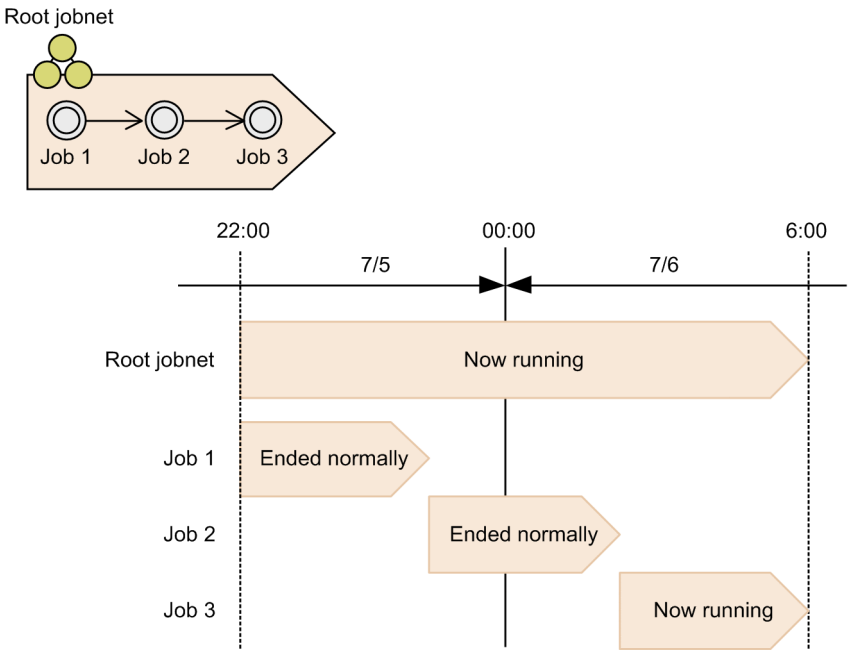 Root jobnet
Job 1 Job 2 Job 3
22:00 00:00 6:00
7/5 7/6
Root jobnet Now running
Job 1 Ended normally
Job 2 Ended normally
Job 3 Now running